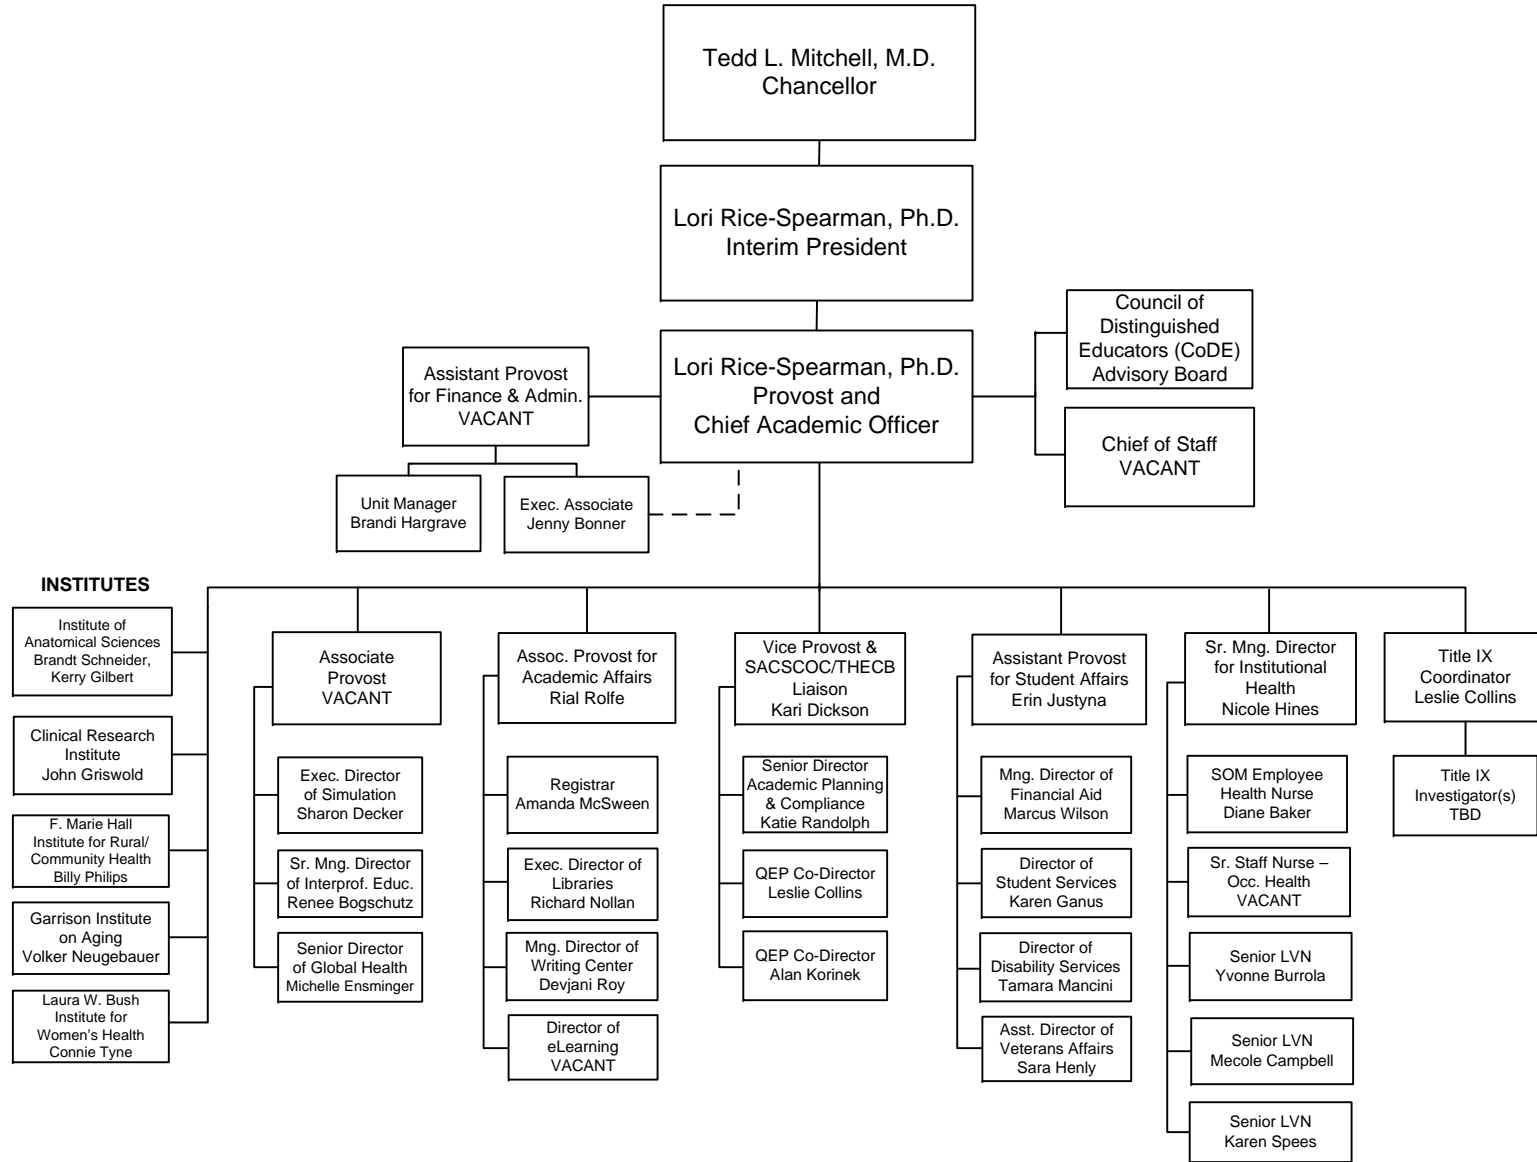 Tedd L. Mitchell, M.D.
Chancellor
Lori Rice-Spearman, Ph.D.
Interim President
Lori Rice-Spearman, Ph.D.
Provost and
Chief Academic Officer
Council of
Distinguished
Educators (CoDE)
Advisory Board
Chief of Staff
VACANT
Assistant Provost
for Finance & Admin.
VACANT
Unit Manager
Brandi Hargrave
Exec. Associate
Jenny Bonner
INSTITUTES
Institute of
Anatomical Sciences
Brandt Schneider,
Kerry Gilbert
Clinical Research
Institute
John Griswold
F. Marie Hall
Institute for Rural/
Community Health
Billy Philips
Garrison Institute
on Aging
Volker Neugebauer
Laura W. Bush
Institute for
Women's Health
Connie Tyne
Associate
Provost
VACANT
Exec. Director
of Simulation
Sharon Decker
Sr. Mng. Director
of Interprof. Educ.
Renee Bogschutz
Senior Director
of Global Health
Michelle Ensminger
Assoc. Provost for
Academic Affairs
Rial Rolfe
Registrar
Amanda McSween
Exec. Director of
Libraries
Richard Nollan
Mng. Director of
Writing Center
Devjani Roy
Director of
eLearning
VACANT
Vice Provost &
SACSCOC/THECB
Liaison
Kari Dickson
Senior Director
Academic Planning
& Compliance
Katie Randolph
QEP Co-Director
Leslie Collins
QEP Co-Director
Alan Korinek
Assistant Provost
for Student Affairs
Erin Justyna
Mng. Director of
Financial Aid
Marcus Wilson
Director of
Student Services
Karen Ganus
Director of
Disability Services
Tamara Mancini
Asst. Director of
Veterans Affairs
Sara Henly
Sr. Mng. Director
for Institutional
Health
Nicole Hines
SOM Employee
Health Nurse
Diane Baker
Sr. Staff Nurse –
Occ. Health
VACANT
Senior LVN
Yvonne Burrola
Senior LVN
Mecole Campbell
Senior LVN
Karen Spees
Title IX
Coordinator
Leslie Collins
Title IX
Investigator(s)
TBD